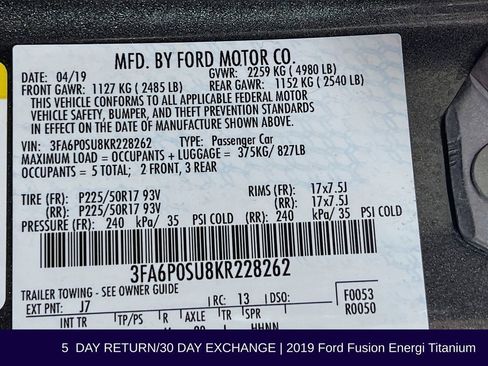 MFD. BY FORD MOTOR CO.
DATE: 04/19 GVWR: 2259 KG ( 4980 LB)
FRONT GAWR: 1127 KG ( 2485 LB) REAR GAWR: 1152 KG ( 2540 LB)
THIS VEHICLE CONFORMS TO ALL APPLICABLE FEDERAL MOTOR
VEHICLE SAFETY, BUMPER, AND THEFT PREVENTION STANDARDS
IN EFFECT ON THE DATE OF MANUFACTURE SHOWN ABOVE.
VIN: 3FA6P0SU8KR228262 TYPE: Passenger Car
MAXIMUM LOAD = OCCUPANTS + LUGGAGE = 375KG/ 827LB
OCCUPANTS = 5 TOTAL; 2 FRONT, 3 REAR
TIRE (FR): P225/50R17 93V RIMS (FR): 17x7.5J
(RR): P225/50R17 93V (RR): 17x7.5J
PRESSURE (FR): 240 kPa/ 35 PSI COLD (RR): 240 kPa/ 35 PSI COLD
3FA6P0SU8KR228262
TRAILER TOWING - SEE OWNER GUIDE
EXT PNT: J7 RC: 13 F0053
INT TR TP/PS R AXLE TR SPR R0050
5 DAY RETURN/30 DAY EXCHANGE | 2019 Ford Fusion Energi Titanium